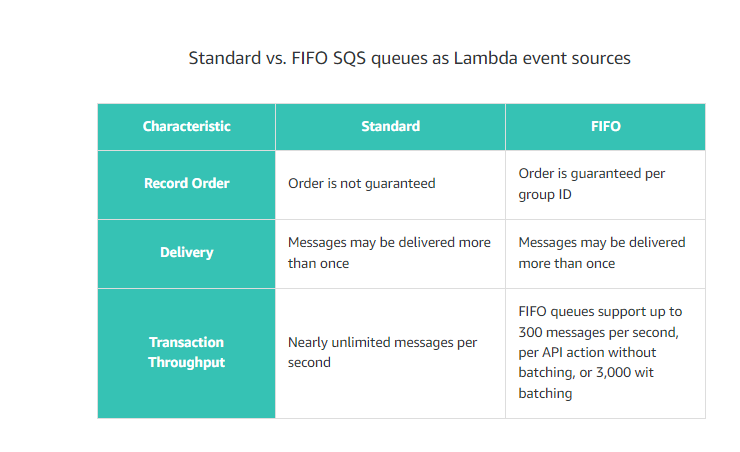 Standard vs. FIFO SQS queues as Lambda event sources
Characteristic
Standard
FIFO
Record Order
Order is not guaranteed
Order is guaranteed per
group ID
Delivery
Messages may be delivered more
than once
Messages may be delivered
more than once
Transaction
Throughput
Nearly unlimited messages per
second
FIFO queues support up to
300 messages per second,
per API action without
batching, or 3,000 wit
batching